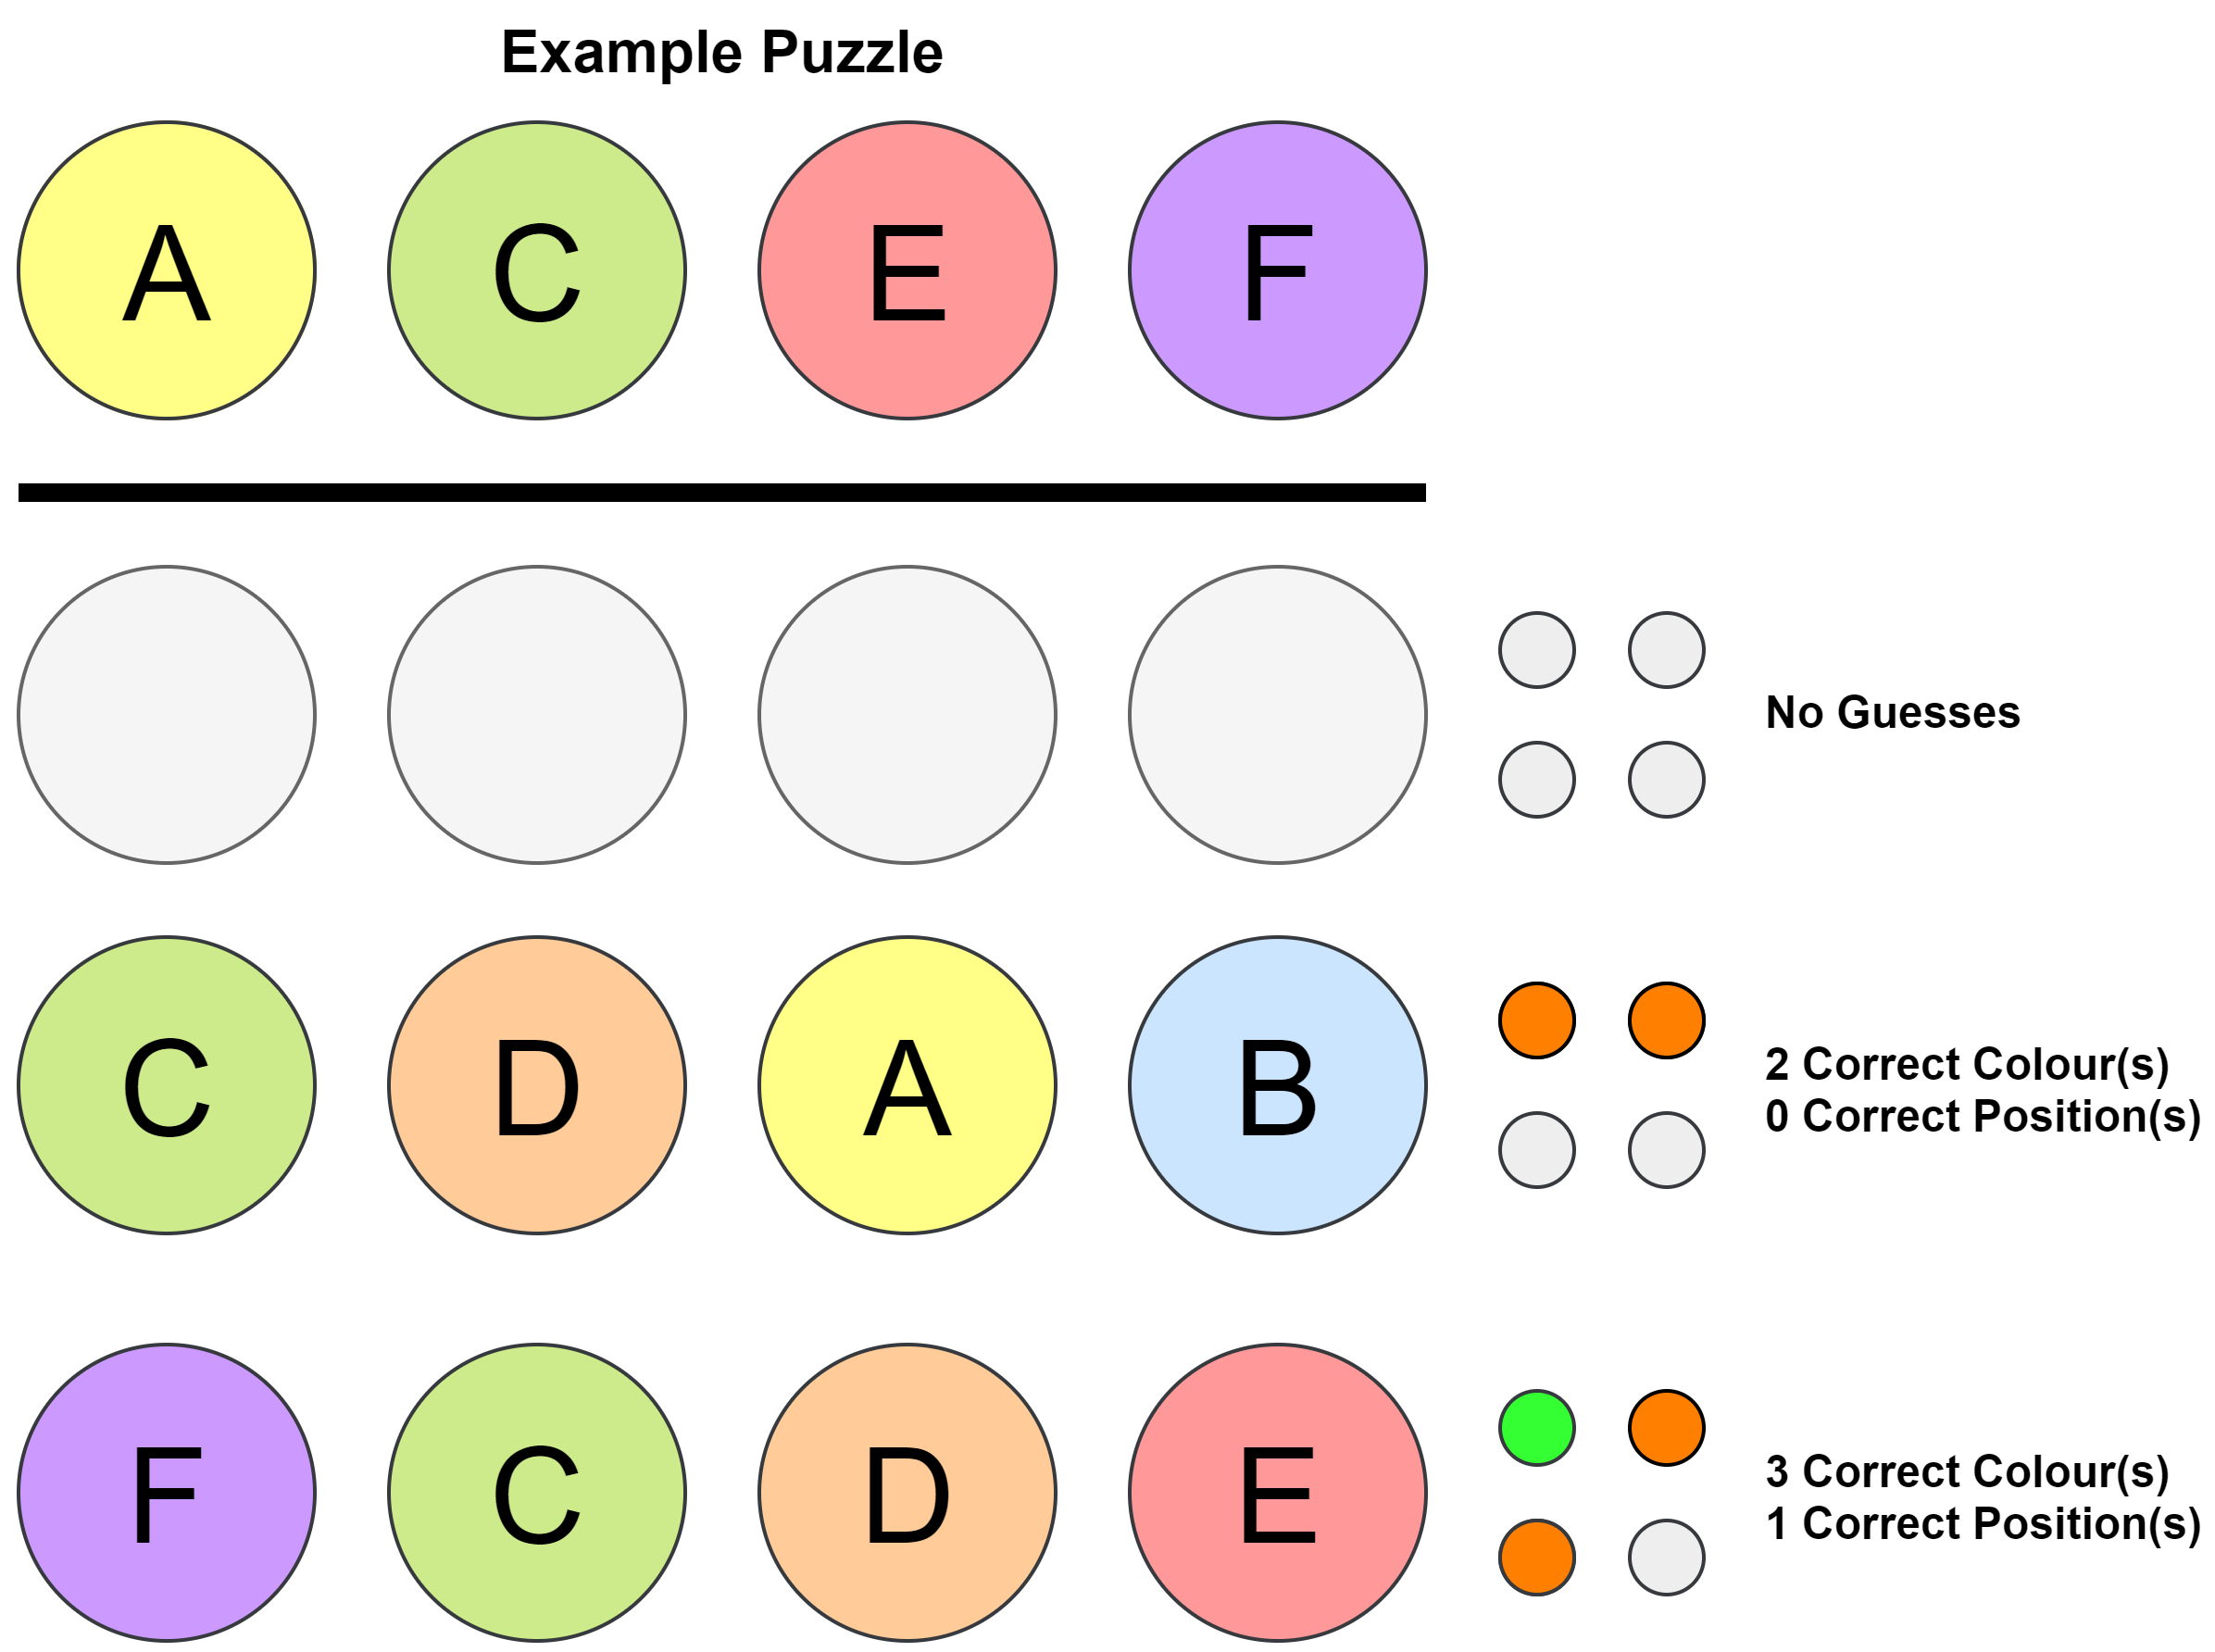 Example Puzzle
A C E F
No Guesses
C D A B
2 Correct Colour(s)
0 Correct Position(s)
F C D E
3 Correct Colour(s)
1 Correct Position(s)